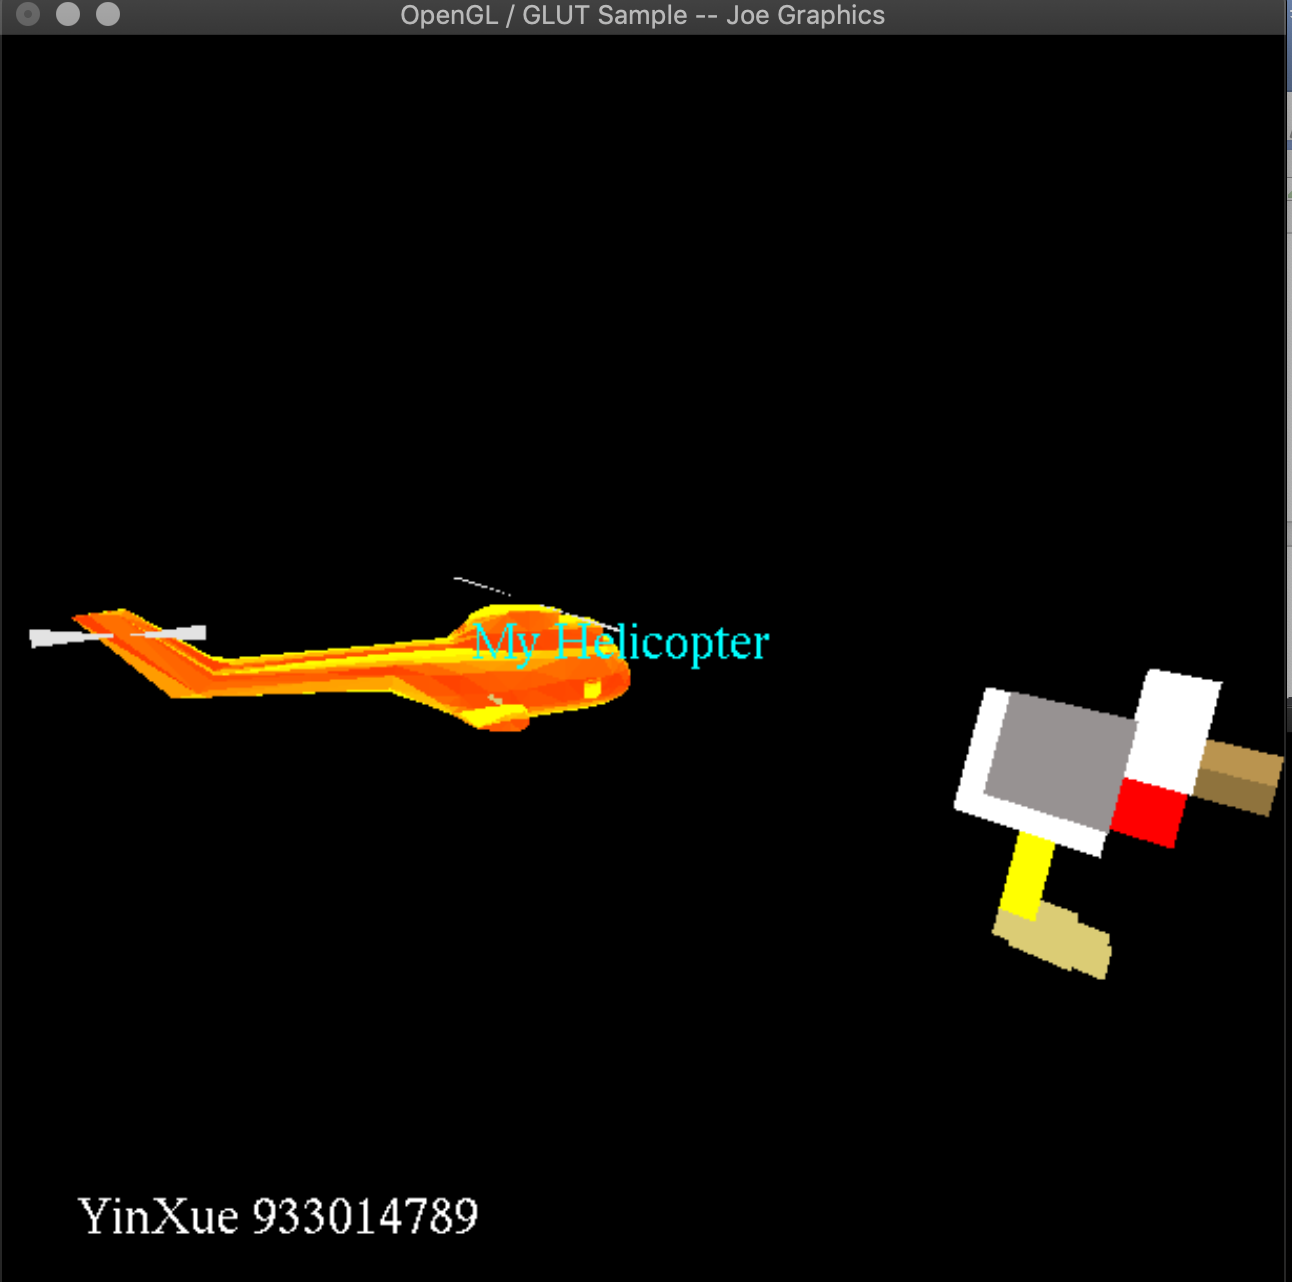 OpenGL / GLUT Sample -- Joe Graphics
My Helicopter
YinXue 933014789